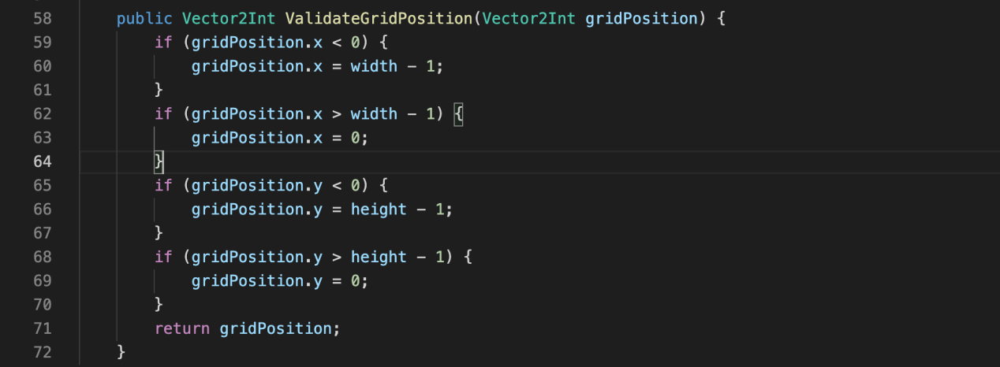 58 public Vector2Int ValidateGridPosition(Vector2Int gridPosition) {
59 if (gridPosition.x < 0) {
60 gridPosition.x = width - 1;
61 }
62 if (gridPosition.x > width - 1) {
63 gridPosition.x = 0;
64 }
65 if (gridPosition.y < 0) {
66 gridPosition.y = height - 1;
67 }
68 if (gridPosition.y > height - 1) {
69 gridPosition.y = 0;
70 }
71 return gridPosition;
72 }